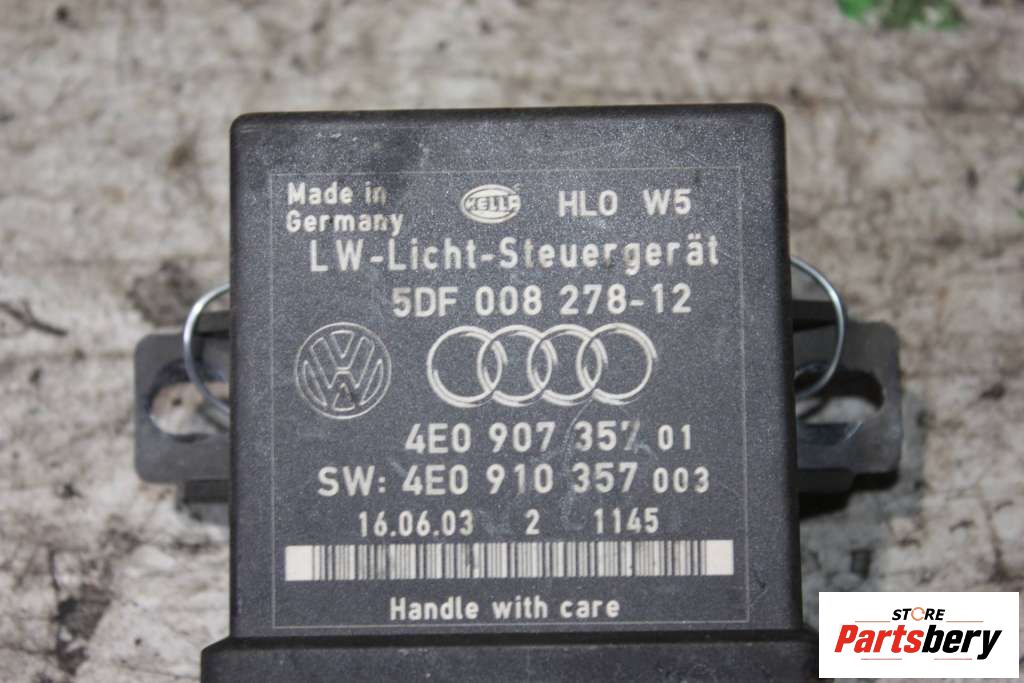 Made in
Germany
HELLA
HLO W5
LW-Licht-Steuergerät
5DF 008 278-12
4E0 907 357 01
SW: 4E0 910 357 003
16.06.03 2 1145
Handle with care
STORE
Partsbery